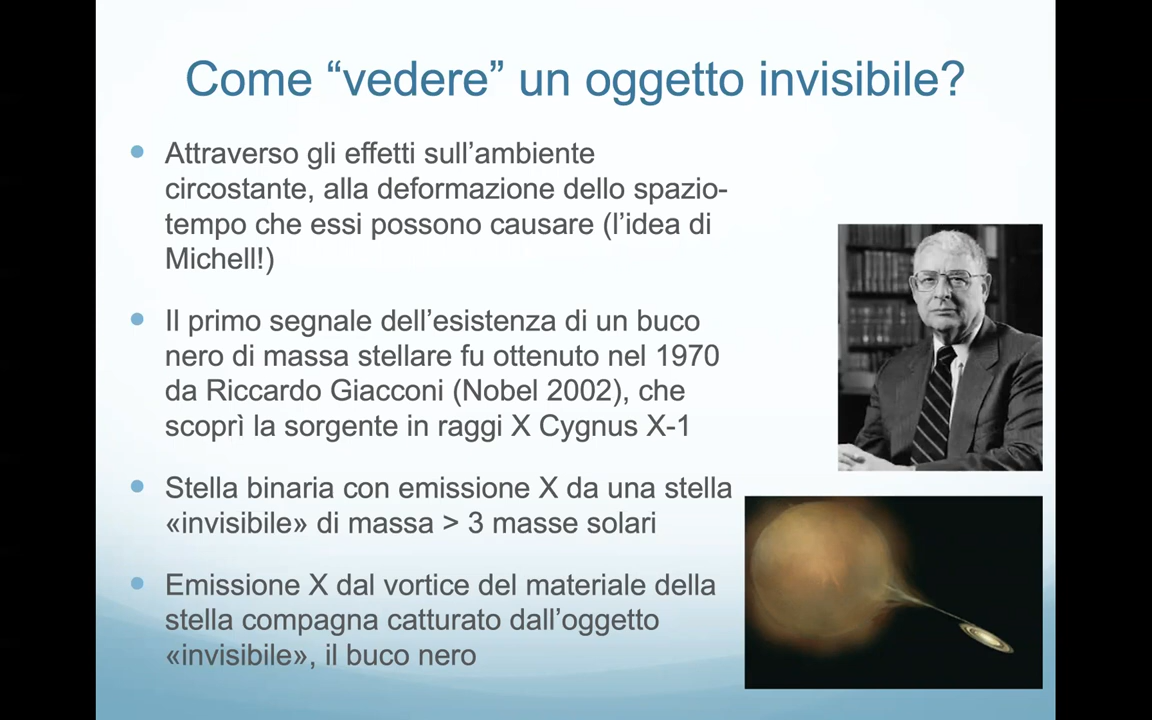 Come “vedere” un oggetto invisibile?
Attraverso gli effetti sull’ambiente
circostante, alla deformazione dello spazio-
tempo che essi possono causare (l’idea di
Michell!)
Il primo segnale dell’esistenza di un buco
nero di massa stellare fu ottenuto nel 1970
da Riccardo Giacconi (Nobel 2002), che
scoprì la sorgente in raggi X Cygnus X-1
Stella binaria con emissione X da una stella
«invisibile» di massa > 3 masse solari
Emissione X dal vortice del materiale della
stella compagna catturato dall’oggetto
«invisibile», il buco nero